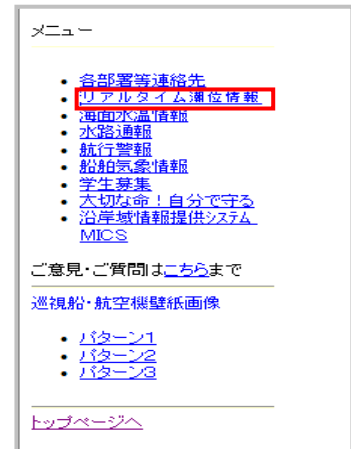 メニュー
各部署等連絡先
リアルタイム潮位情報
海面水温情報
水路通報
航行警報
船舶気象情報
学生募集
大切な命！自分で守る
沿岸域情報提供システム
MICS
ご意見・ご質問はこちらまで
巡視船・航空機壁紙画像
パターン1
パターン2
パターン3
トップページへ